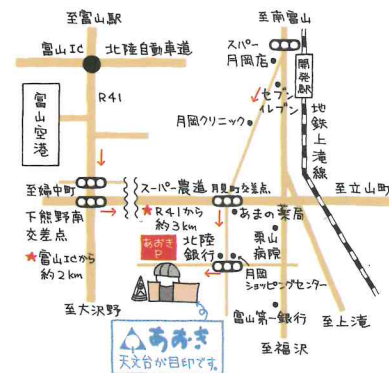 至富山駅
至南富山
富山IC
北陸自動車道
スパー
月岡店
開発駅
富山空港
R41
セブン
イレブン
地鉄上滝線
月岡クリニック
至婦中町
スーパー農道
月見町交差点
至立山町
下熊野南
交差点
★R41から
約3km
あまの薬局
★富山ICから
約2km
あおき
P
北陸
銀行
栗山
病院
月岡
ショッピングセンター
至大沢野
富山第一銀行
至上滝
あおき
天文台が目印です。
至福沢